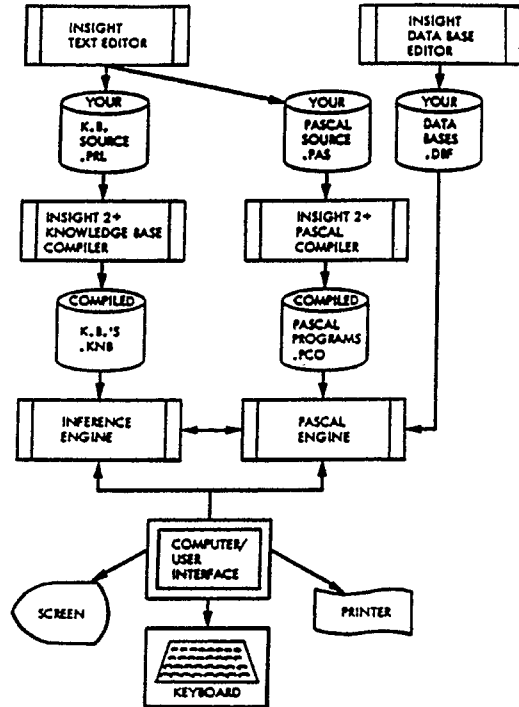 INSIGHT
TEXT EDITOR
INSIGHT
DATA BASE
EDITOR
YOUR
K.B.
SOURCE
.PRL
YOUR
PASCAL
SOURCE
.PAS
YOUR
DATA
BASES
.DBF
INSIGHT 2+
KNOWLEDGE BASE
COMPILER
INSIGHT 2+
PASCAL
COMPILER
COMPILED
K.B.'S
.KNB
COMPILED
PASCAL
PROGRAMS
.PCO
INFERENCE
ENGINE
PASCAL
ENGINE
COMPUTER/
USER
INTERFACE
SCREEN
PRINTER
KEYBOARD